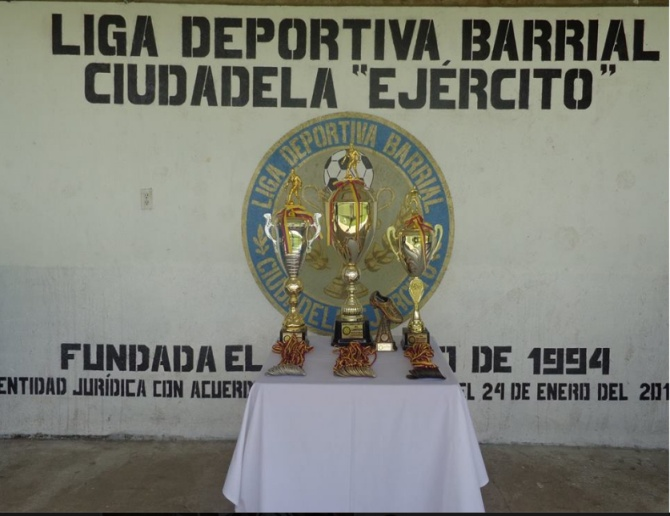 LIGA DEPORTIVA BARRIAL
CIUDADELA "EJÉRCITO"
LIGA DEPORTIVA BARRIAL
FUNDADA EL DE 1994
ENTIDAD JURÍDICA CON EL 24 DE ENERO DEL